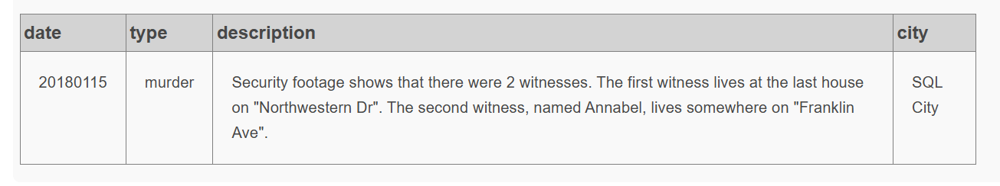 date type description city
20180115 murder Security footage shows that there were 2 witnesses. The first witness lives at the last house SQL
on "Northwestern Dr". The second witness, named Annabel, lives somewhere on "Franklin City
Ave".